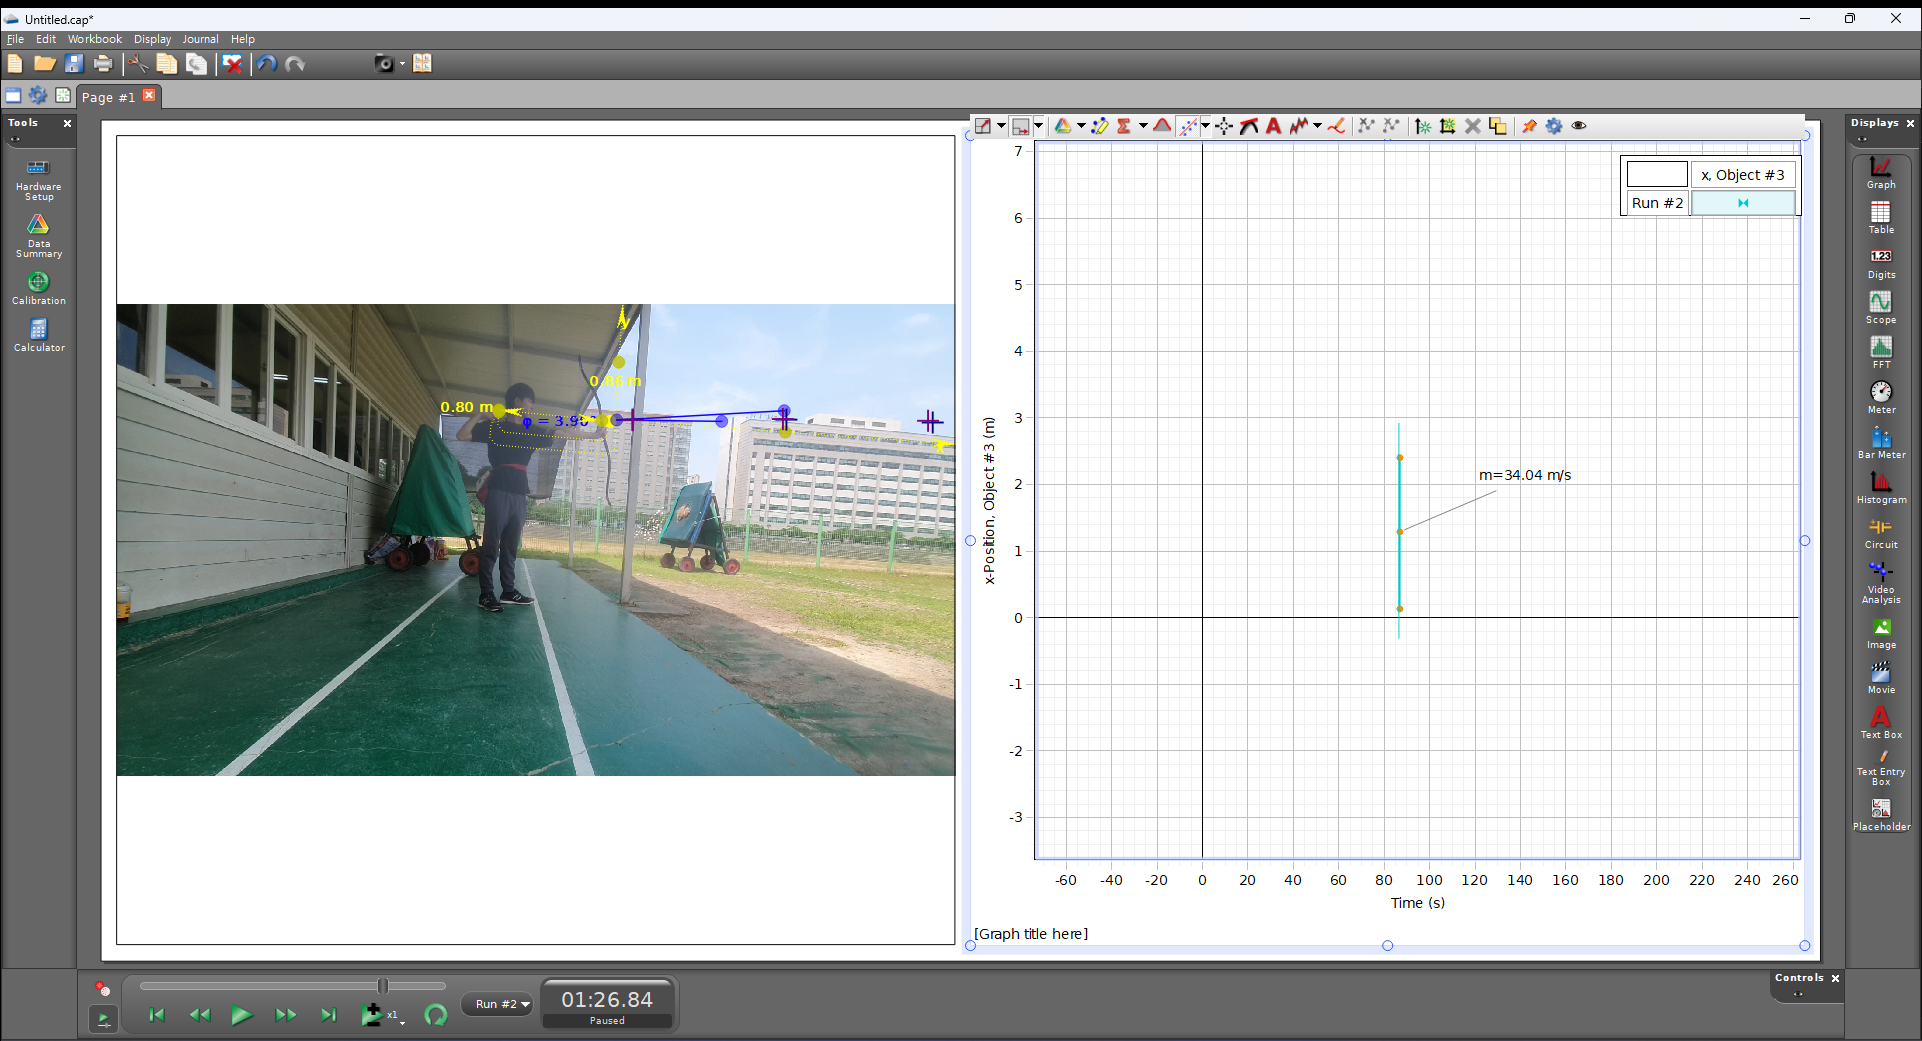 Untitled.cap*
File Edit Workbook Display Journal Help
Page #1
Tools
Hardware
Setup
Data
Summary
Calibration
Calculator
0.86 m
0.80 m
7
6
5
4
3
2
1
0
-1
-2
-3
x-Position, Object #3 (m)
x, Object #3
Run #2
m=34.04 m/s
-60 -40 -20 0 20 40 60 80 100 120 140 160 180 200 220 240 260
Time (s)
[Graph title here]
Displays
Graph
Table
1.23
Digits
Scope
FFT
Meter
Bar Meter
Histogram
Circuit
Video
Analysis
Image
Movie
Text Box
Text Entry
Box
Placeholder
x1
Run #2
01:26.84
Paused
Controls